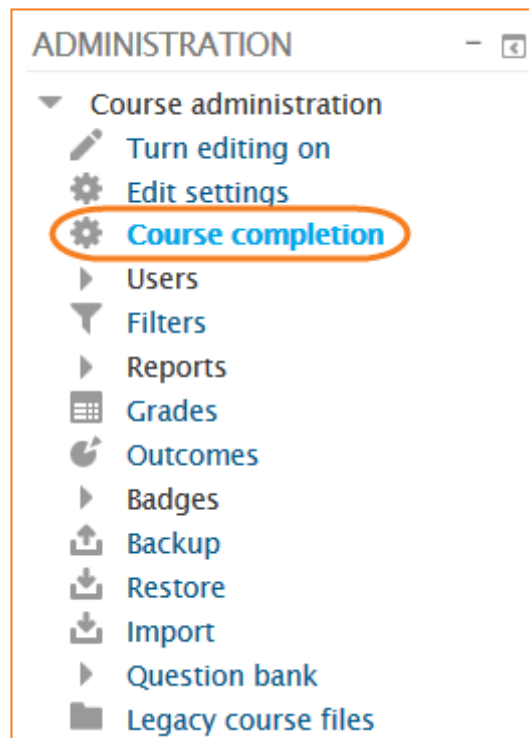 ADMINISTRATION
Course administration
Turn editing on
Edit settings
Course completion
Users
Filters
Reports
Grades
Outcomes
Badges
Backup
Restore
Import
Question bank
Legacy course files